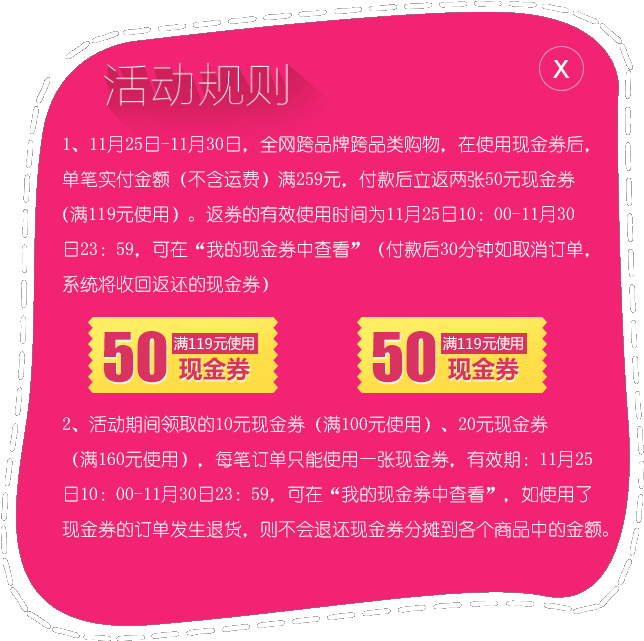 活动规则
X
1、11月25日-11月30日，全网跨品牌跨品类购物，在使用现金券后，
单笔实付金额（不含运费）满259元，付款后立返两张50元现金券
(满119元使用）。返券的有效使用时间为11月25日10：00-11月30
日23：59，可在“我的现金券中查看”（付款后30分钟如取消订单，
系统将收回返还的现金券）
50 满119元使用 现金券
50 满119元使用 现金券
2、活动期间领取的10元现金券（满100元使用）、20元现金券
（满160元使用），每笔订单只能使用一张现金券，有效期：11月25
日10：00-11月30日23：59，可在“我的现金券中查看”，如使用了
现金券的订单发生退货，则不会退还现金券分摊到各个商品中的金额。